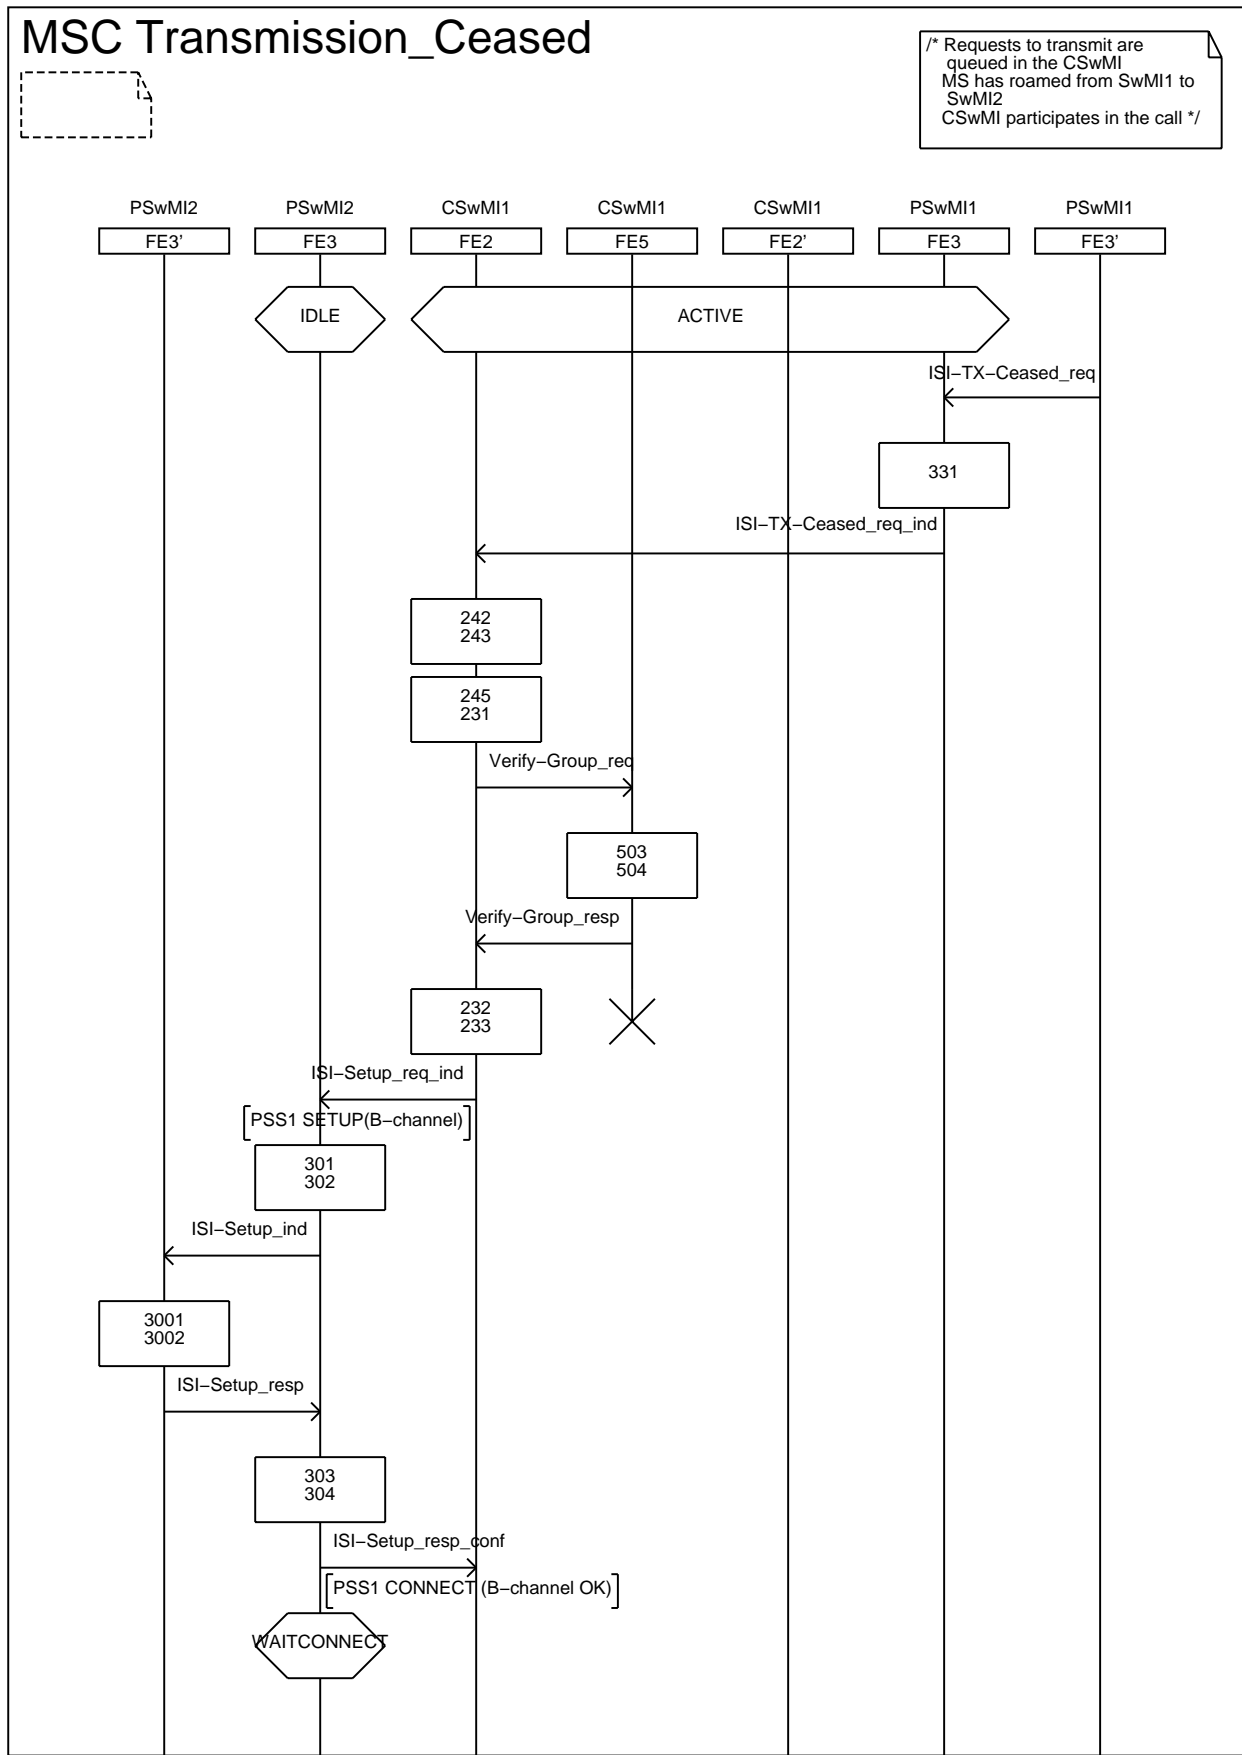 MSC Transmission_Ceased
/* Requests to transmit are
queued in the CSwMI
MS has roamed from SwMI1 to
SwMI2
CSwMI participates in the call */
PSwMI2 PSwMI2 CSwMI1 CSwMI1 CSwMI1 PSwMI1 PSwMI1
FE3' FE3 FE2 FE5 FE2' FE3 FE3'
IDLE ACTIVE
ISI–TX–Ceased_req
331
ISI–TX–Ceased_req_ind
242
243
245
231
Verify–Group_req
503
504
Verify–Group_resp
232
233
ISI–Setup_req_ind
PSS1 SETUP(B–channel)
301
302
ISI–Setup_ind
3001
3002
ISI–Setup_resp
303
304
ISI–Setup_resp_conf
PSS1 CONNECT (B–channel OK)
WAITCONNECT